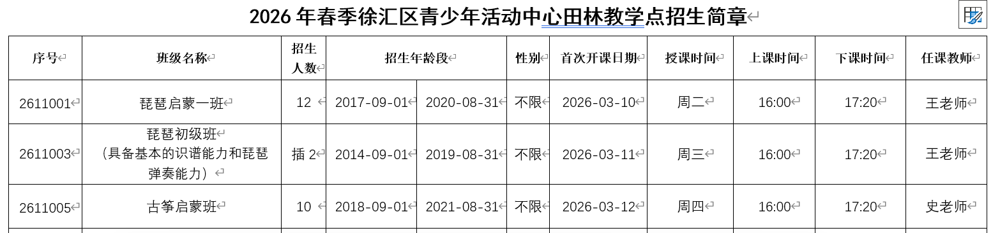 2026 年春季徐汇区青少年活动中心田林教学点招生简章
序号 班级名称 招生人数 招生年龄段 性别 首次开课日期 授课时间 上课时间 下课时间 任课教师
2611001 琵琶启蒙一班 12 2017-09-01 2020-08-31 不限 2026-03-10 周二 16:00 17:20 王老师
2611003 琵琶初级班 插 2 2014-09-01 2019-08-31 不限 2026-03-11 周三 16:00 17:20 王老师
（具备基本的识谱能力和琵琶
弹奏能力）
2611005 古筝启蒙班 10 2018-09-01 2021-08-31 不限 2026-03-12 周四 16:00 17:20 史老师